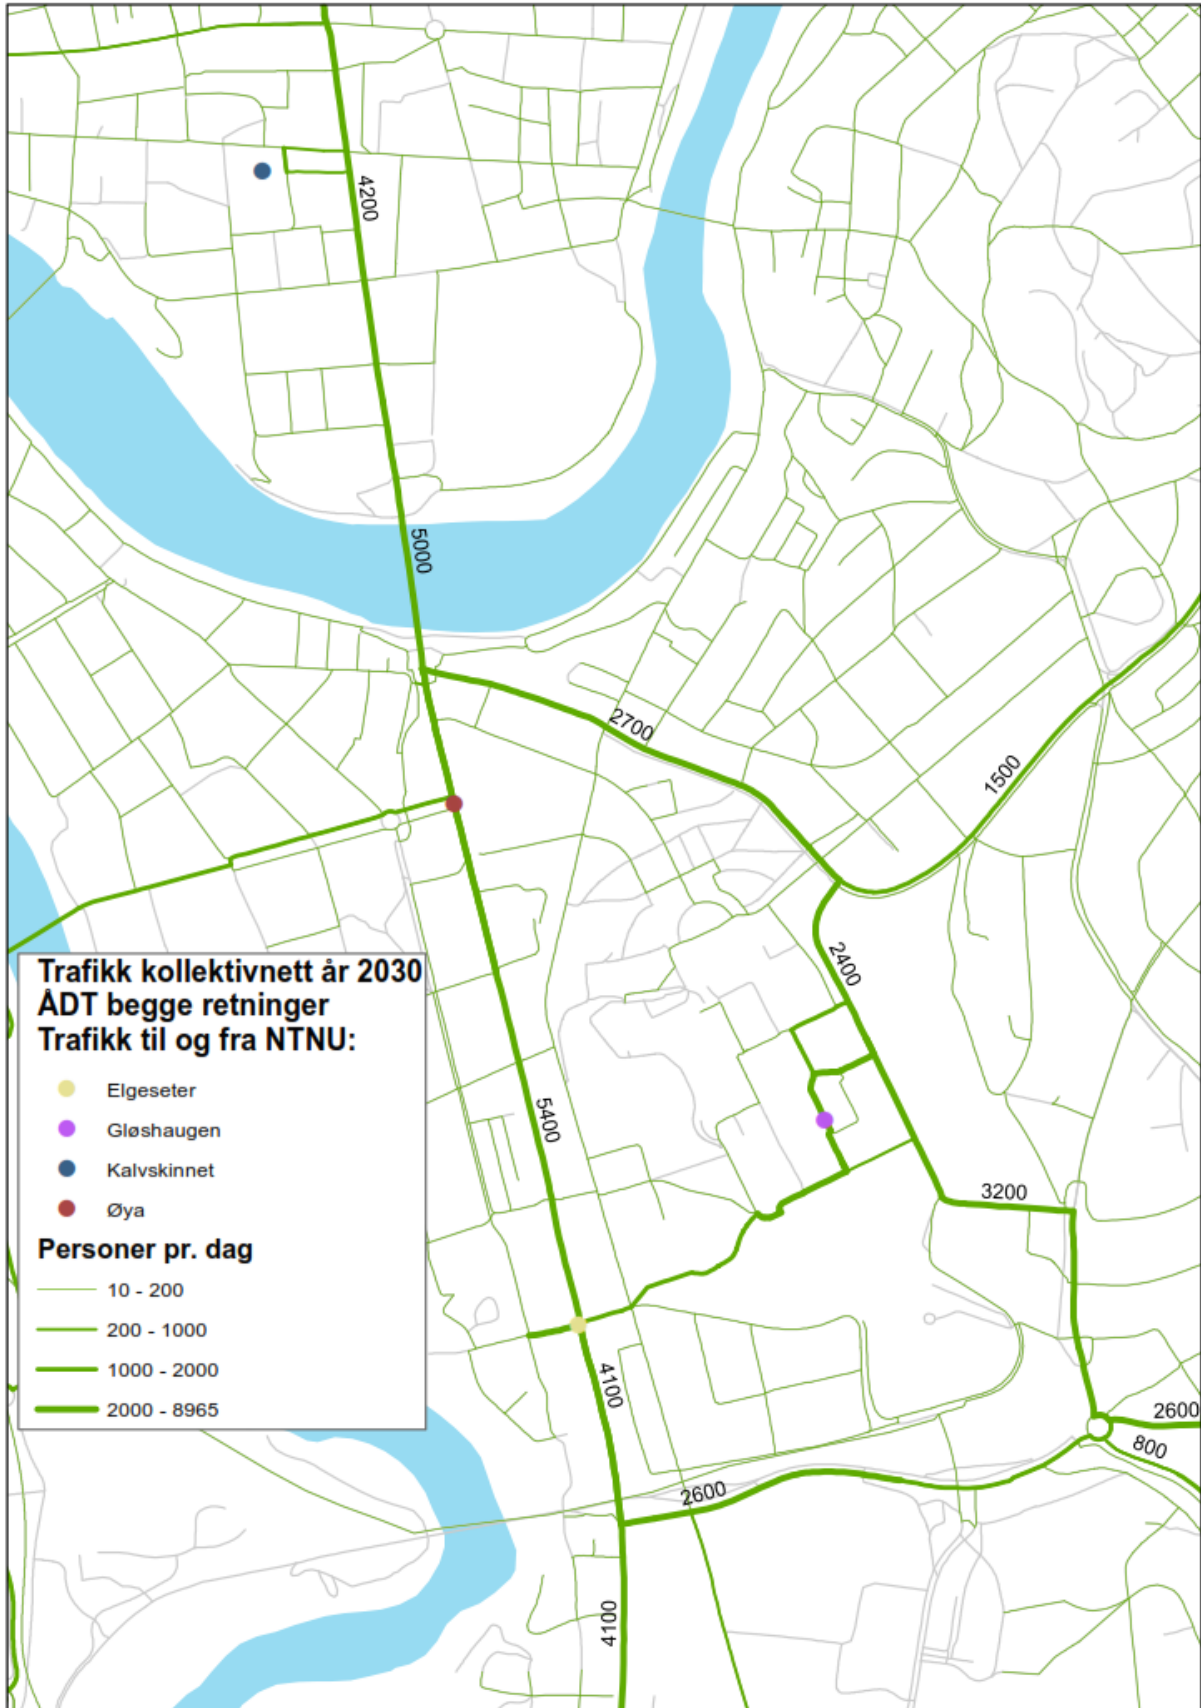 4200
5000
2700
1500
2400
Trafikk kollektivnett år 2030
ÅDT begge retninger
Trafikk til og fra NTNU:
Elgeseter
Gløshaugen
Kalvskinnet
Øya
Personer pr. dag
10 - 200
200 - 1000
1000 - 2000
2000 - 8965
5400
3200
4100
2600
800
2600
4100